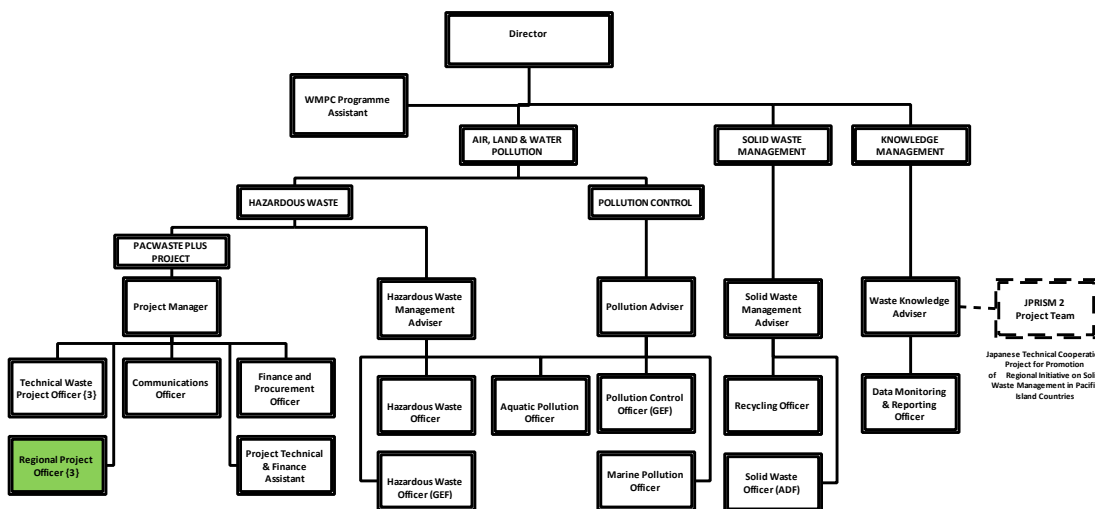 Director
WMPC Programme
Assistant
AIR, LAND & WATER
POLLUTION
SOLID WASTE
MANAGEMENT
KNOWLEDGE
MANAGEMENT
HAZARDOUS WASTE
POLLUTION CONTROL
PACWASTE PLUS
PROJECT
Project Manager
Hazardous Waste
Management
Adviser
Pollution Adviser
Solid Waste
Management
Adviser
Waste Knowledge
Adviser
JPRISM 2
Project Team
Japanese Technical Cooperatio
Project for Promotion
of Regional Initiative on Solid
Waste Management in Pacific
Island Countries
Technical Waste
Project Officer {3}
Communications
Officer
Finance and
Procurement
Officer
Hazardous Waste
Officer
Aquatic Pollution
Officer
Pollution Control
Officer (GEF)
Recycling Officer
Data Monitoring
& Reporting
Officer
Regional Project
Officer {3}
Project Technical
& Finance
Assistant
Hazardous Waste
Officer (GEF)
Marine Pollution
Officer
Solid Waste
Officer (ADF)